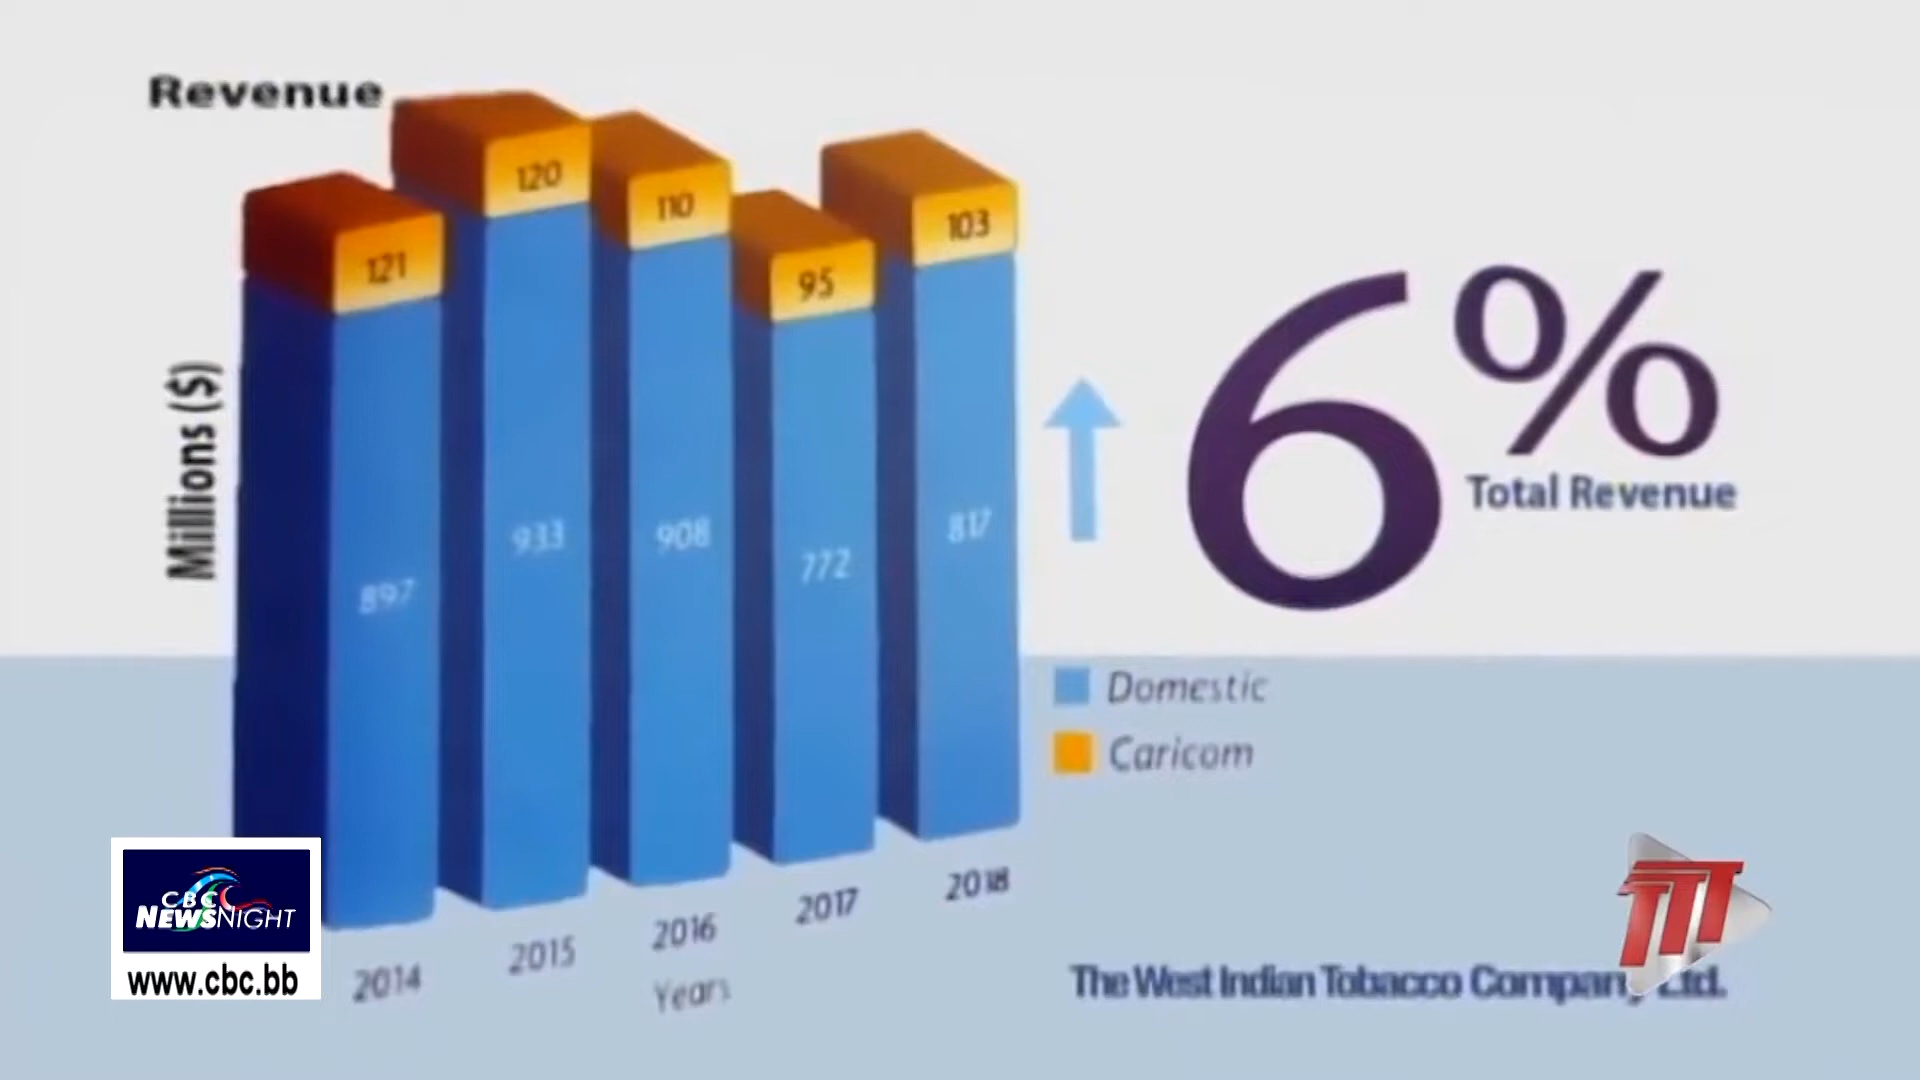 Revenue
Millions ($)
121
120
110
95
103
897
933
908
772
817
2014
2015
2016
2017
2018
Years
6%
Total Revenue
Domestic
Caricom
The West Indian Tobacco Company Ltd.
CBC
NEWSNIGHT
www.cbc.bb
TTT